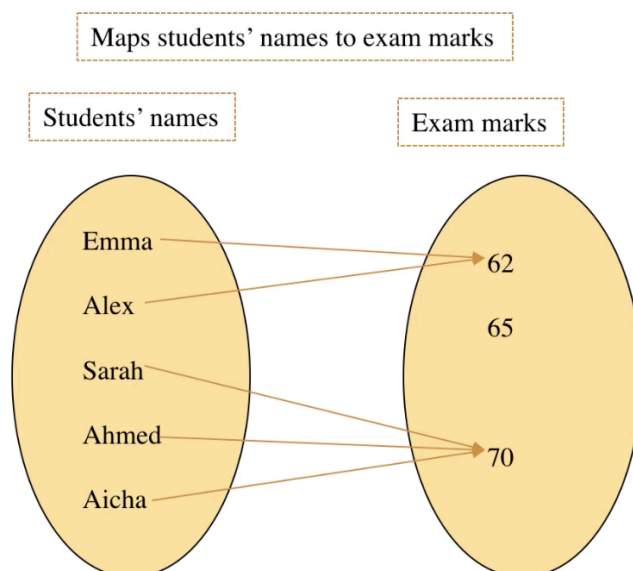 Maps students’ names to exam marks
Students’ names
Exam marks
Emma
Alex
Sarah
Ahmed
Aicha
62
65
70